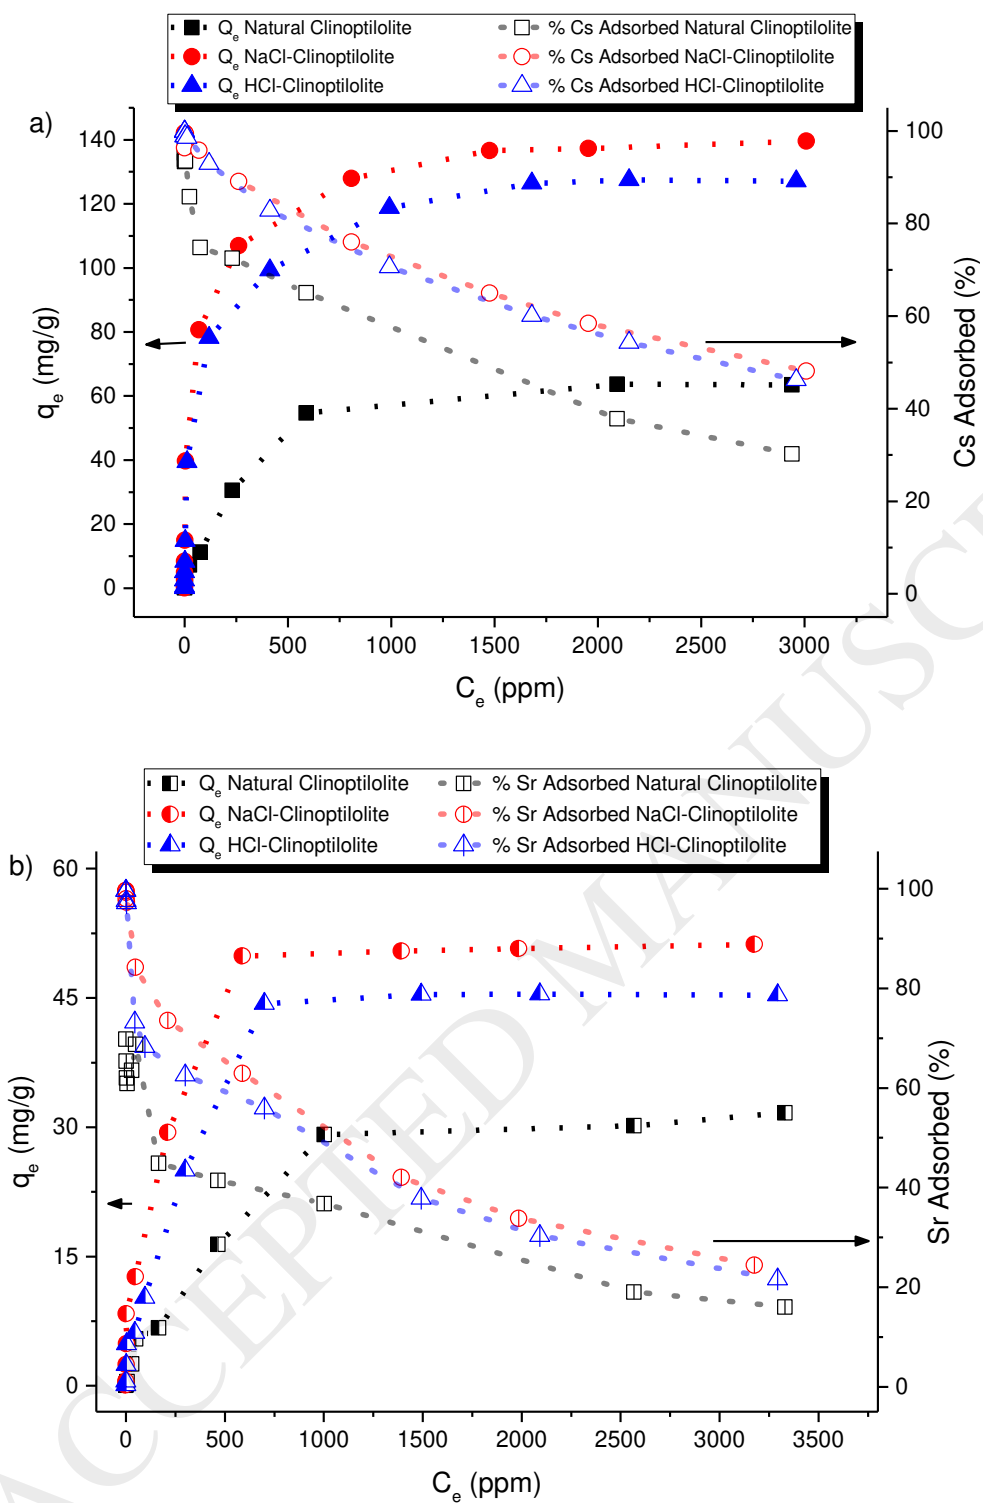 Qe Natural Clinoptilolite
% Cs Adsorbed Natural Clinoptilolite
Qe NaCl-Clinoptilolite
% Cs Adsorbed NaCl-Clinoptilolite
Qe HCl-Clinoptilolite
% Cs Adsorbed HCl-Clinoptilolite
a)
140
120
100
80
60
40
20
0
qe (mg/g)
100
80
60
40
20
0
Cs Adsorbed (%)
0 500 1000 1500 2000 2500 3000
Ce (ppm)
Qe Natural Clinoptilolite
% Sr Adsorbed Natural Clinoptilolite
Qe NaCl-Clinoptilolite
% Sr Adsorbed NaCl-Clinoptilolite
Qe HCl-Clinoptilolite
% Sr Adsorbed HCl-Clinoptilolite
b)
60
45
30
15
0
qe (mg/g)
100
80
60
40
20
0
Sr Adsorbed (%)
0 500 1000 1500 2000 2500 3000 3500
Ce (ppm)
ACCEPTED MANUSCRI